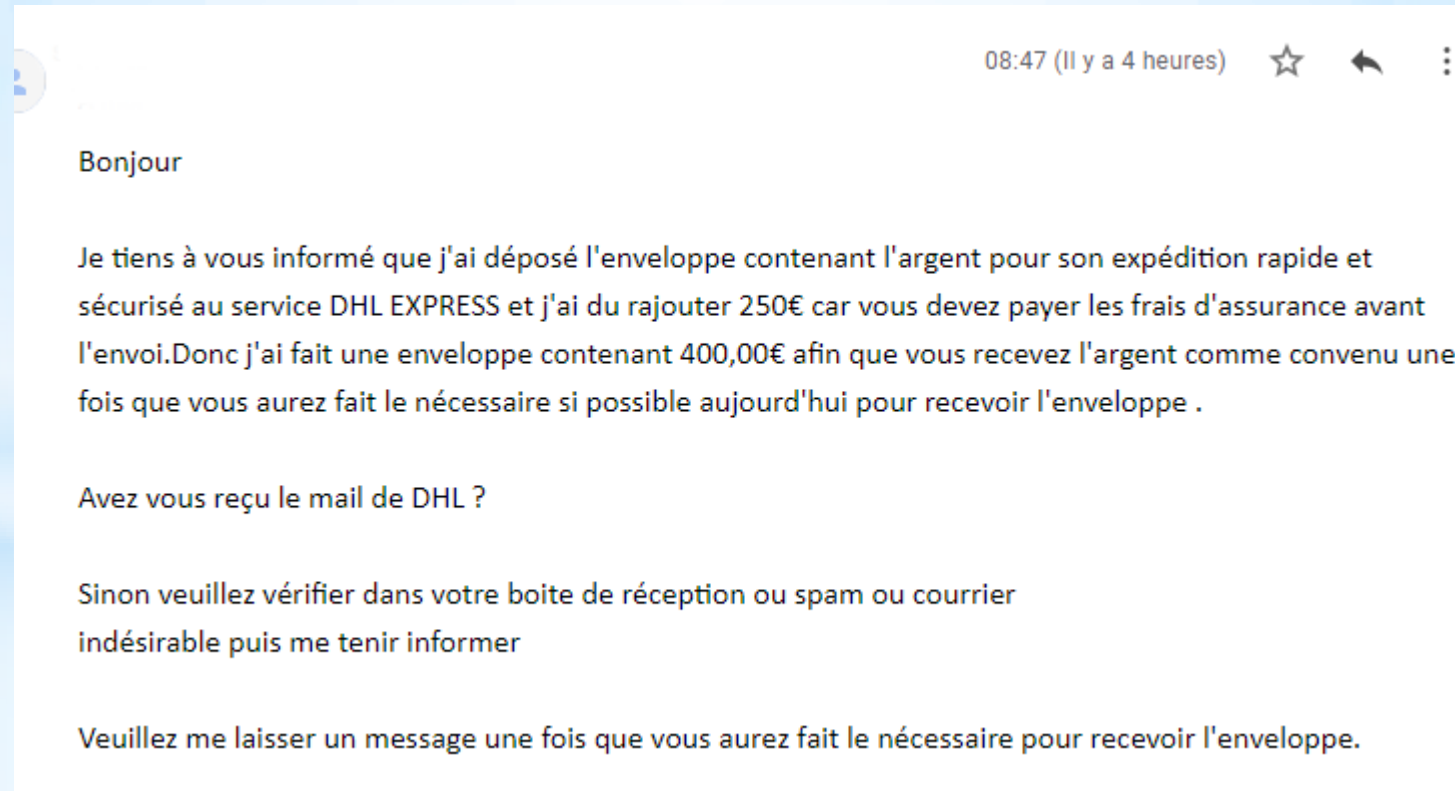 08:47 (Il y a 4 heures)
Bonjour
Je tiens à vous informé que j'ai déposé l'enveloppe contenant l'argent pour son expédition rapide et
sécurisé au service DHL EXPRESS et j'ai du rajouter 250€ car vous devez payer les frais d'assurance avant
l'envoi.Donc j'ai fait une enveloppe contenant 400,00€ afin que vous recevez l'argent comme convenu une
fois que vous aurez fait le nécessaire si possible aujourd'hui pour recevoir l'enveloppe .
Avez vous reçu le mail de DHL ?
Sinon veuillez vérifier dans votre boite de réception ou spam ou courrier
indésirable puis me tenir informer
Veuillez me laisser un message une fois que vous aurez fait le nécessaire pour recevoir l'enveloppe.